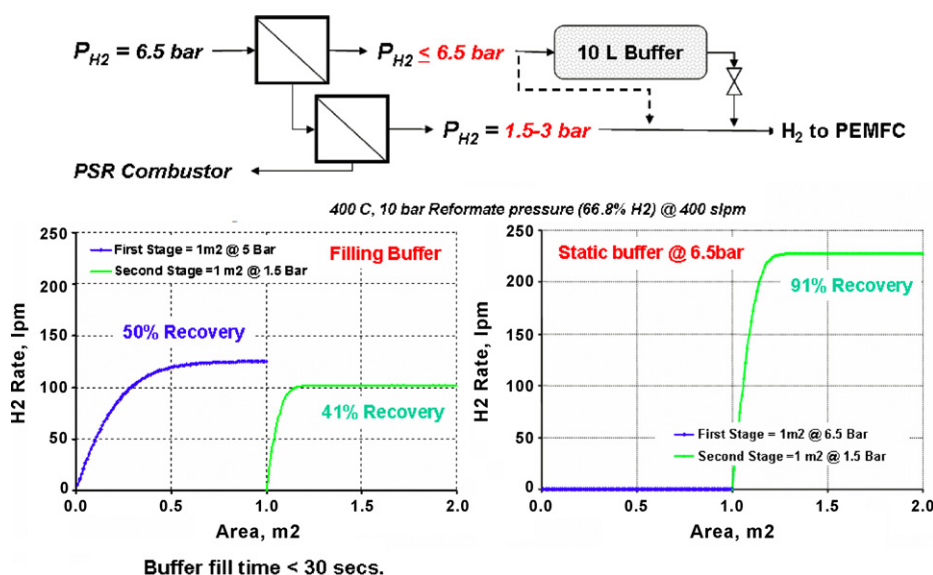 P_H2 = 6.5 bar
P_H2 ≤ 6.5 bar
10 L Buffer
P_H2 = 1.5-3 bar
H2 to PEMFC
PSR Combustor
400 C, 10 bar Reformate pressure (66.8% H2) @ 400 slpm
250
200
150
100
50
0
H2 Rate, lpm
First Stage = 1m2 @ 5 Bar
Second Stage =1 m2 @ 1.5 Bar
Filling Buffer
50% Recovery
41% Recovery
0.0 0.5 1.0 1.5 2.0
Area, m2
Buffer fill time < 30 secs.
250
200
150
100
50
0
H2 Rate, lpm
Static buffer @ 6.5bar
91% Recovery
First Stage = 1m2 @ 6.5 Bar
Second Stage =1 m2 @ 1.5 Bar
0.0 0.5 1.0 1.5 2.0
Area, m2